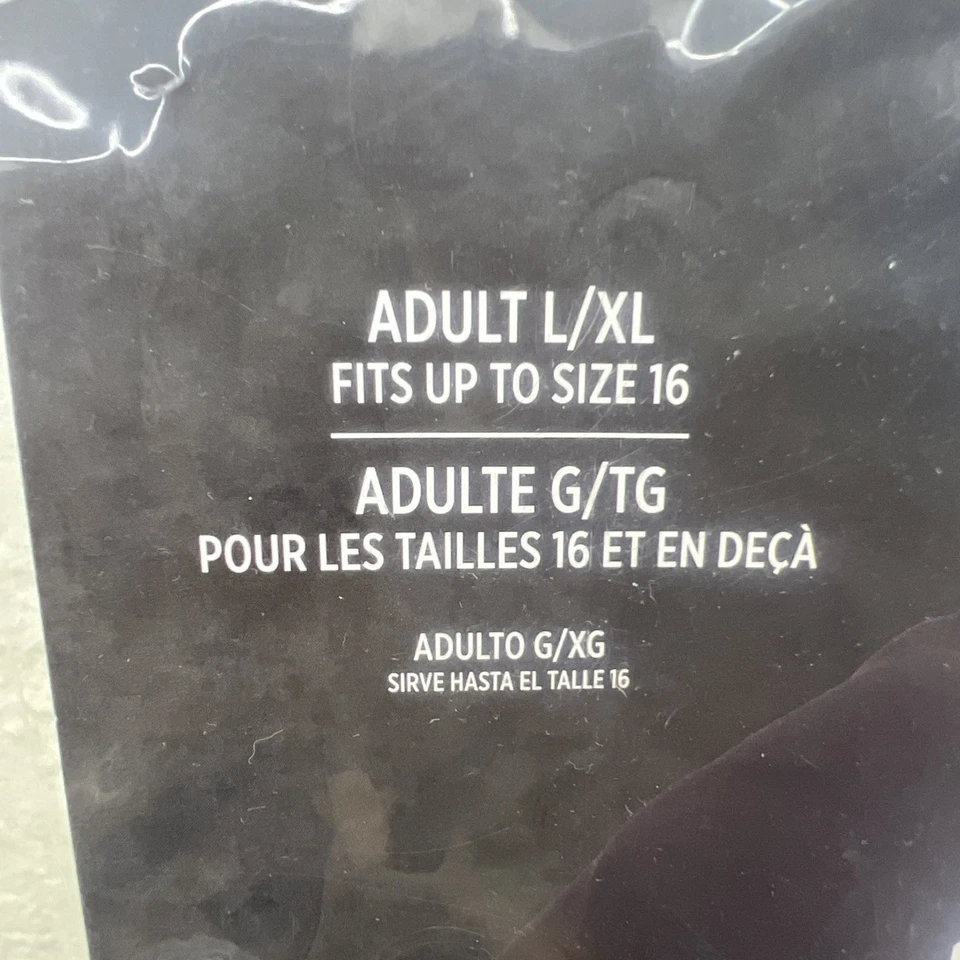 ADULT L/XL
FITS UP TO SIZE 16
ADULTE G/TG
POUR LES TAILLES 16 ET EN DEÇÀ
ADULTO G/XG
SIRVE HASTA EL TALLE 16